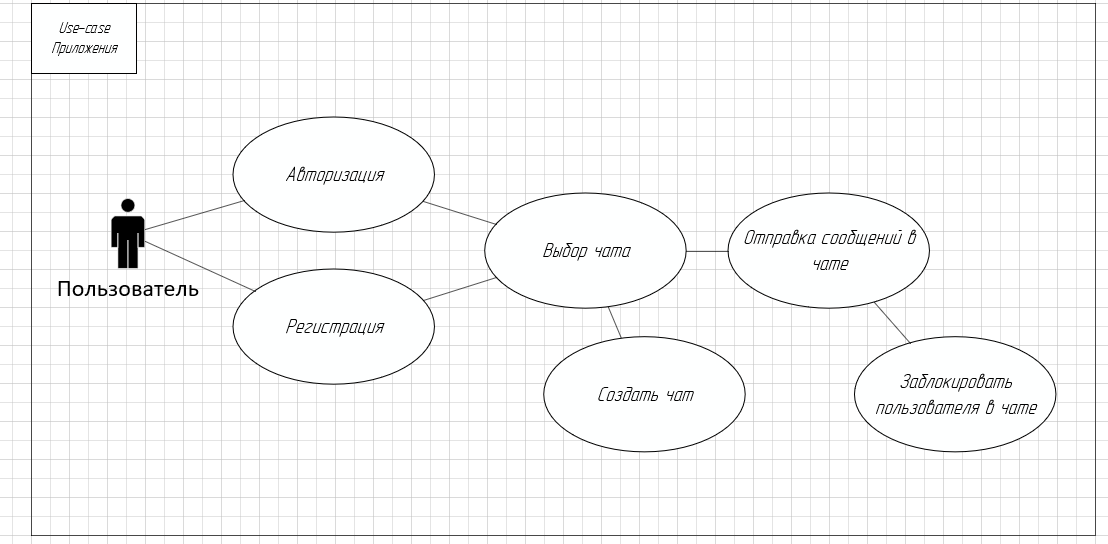 Use-case
Приложения
Авторизация
Пользователь
Регистрация
Выбор чата
Отправка сообщений в
чате
Создать чат
Заблокировать
пользователя в чате